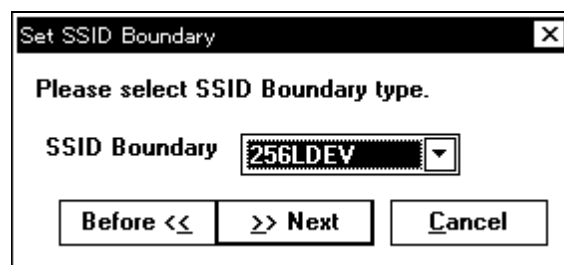 Set SSID Boundary
Please select SSID Boundary type.
SSID Boundary 256LDEV
Before << >> Next Cancel